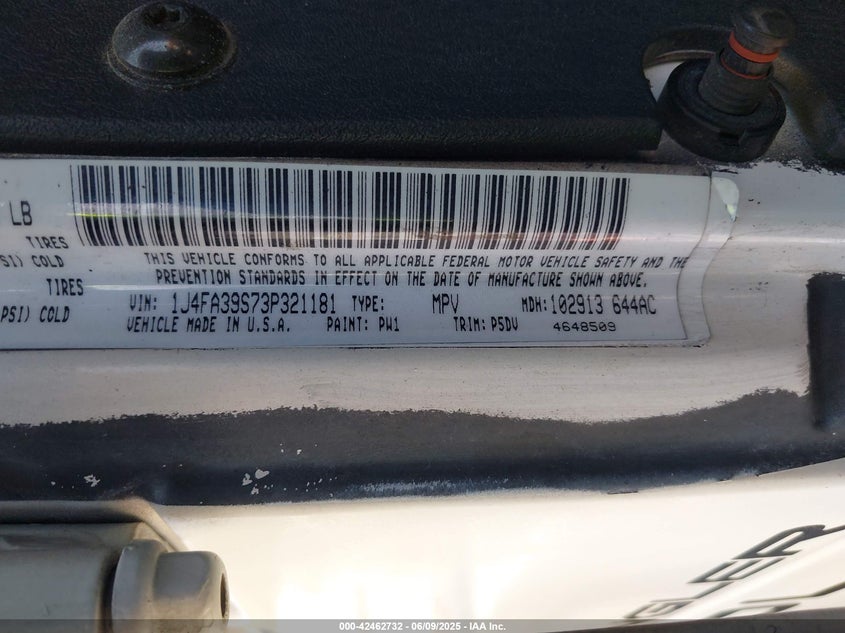 LB
TIRES
SI) COLD
TIRES
PSI) COLD
THIS VEHICLE CONFORMS TO ALL APPLICABLE FEDERAL MOTOR VEHICLE SAFETY AND THE
PREVENTION STANDARDS IN EFFECT ON THE DATE OF MANUFACTURE SHOWN ABOVE.
VIN: 1J4FA39S73P321181 TYPE: MPV MDH: 102913 644AC
VEHICLE MADE IN U.S.A. PAINT: PW1 TRIM: P5DV 4648509
000-42462732 - 06/09/2025 - IAA Inc.